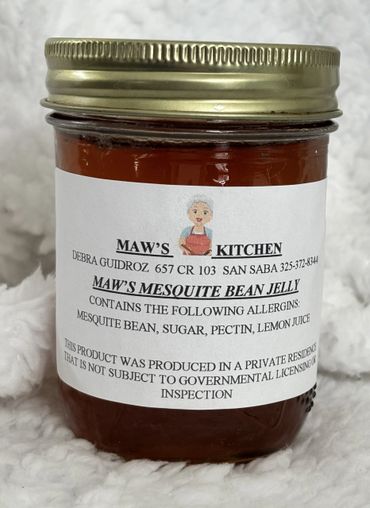 MAW'S KITCHEN
DEBRA GUIDROZ 657 CR 103 SAN SABA 325-372-8344
MAW'S MESQUITE BEAN JELLY
CONTAINS THE FOLLOWING ALLERGINS:
MESQUITE BEAN, SUGAR, PECTIN, LEMON JUICE
THIS PRODUCT WAS PRODUCED IN A PRIVATE RESIDENCE
THAT IS NOT SUBJECT TO GOVERNMENTAL LICENSING OR
INSPECTION